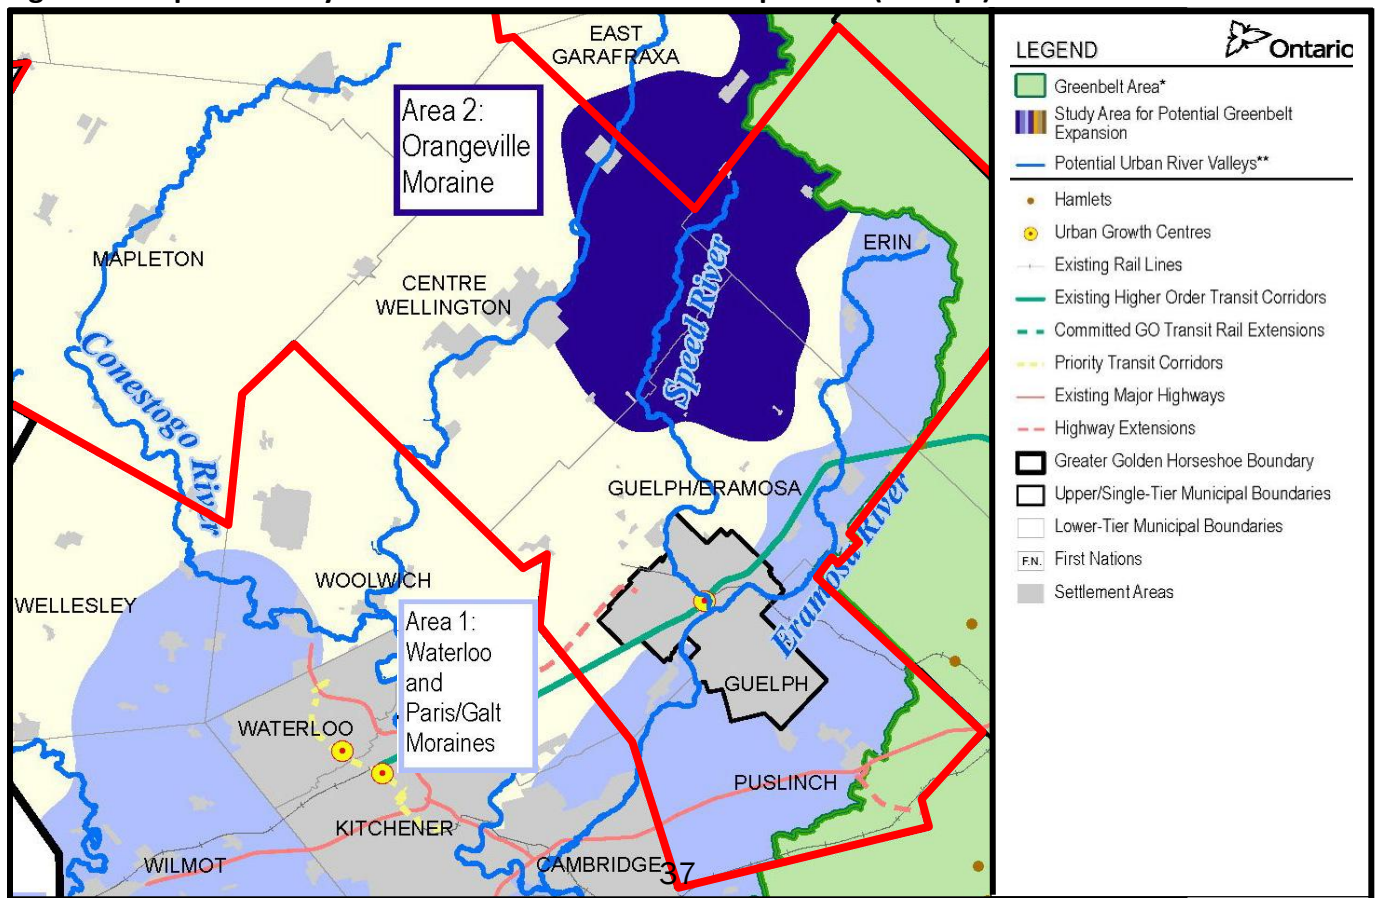 EAST
GARAFRAXA
Area 2:
Orangeville
Moraine
MAPLETON
ERIN
CENTRE
WELLINGTON
Speed River
Conestogo River
GUELPH/ERAMOSA
Eramosa River
WOOLWICH
WELLESLEY
Area 1:
Waterloo
and
Paris/Galt
Moraines
GUELPH
WATERLOO
PUSLINCH
KITCHENER
WILMOT
CAMBRIDGE
37
LEGEND
Ontario
Greenbelt Area*
Study Area for Potential Greenbelt
Expansion
Potential Urban River Valleys**
Hamlets
Urban Growth Centres
Existing Rail Lines
Existing Higher Order Transit Corridors
Committed GO Transit Rail Extensions
Priority Transit Corridors
Existing Major Highways
Highway Extensions
Greater Golden Horseshoe Boundary
Upper/Single-Tier Municipal Boundaries
Lower-Tier Municipal Boundaries
F.N. First Nations
Settlement Areas